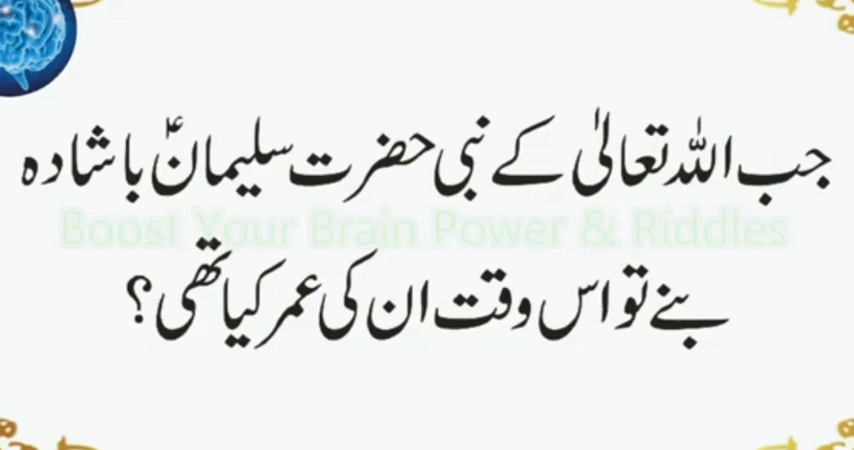 جب اللہ تعالیٰ کے نبی حضرت سلیمانؑ باشادہ
Boost Your Brain Power & Riddles
بنے تو اس وقت ان کی عمر کیا تھی؟